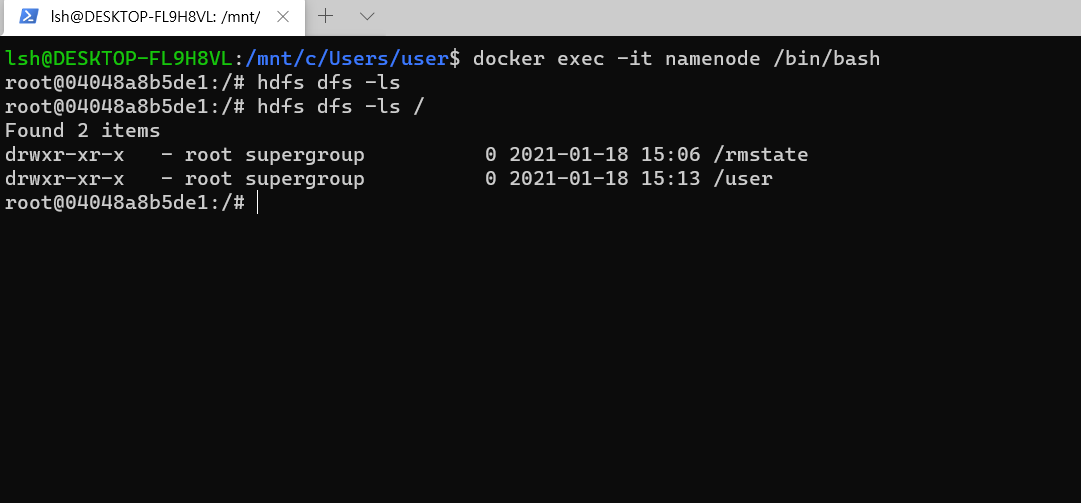 lsh@DESKTOP-FL9H8VL: /mnt/
lsh@DESKTOP-FL9H8VL:/mnt/c/Users/user$ docker exec -it namenode /bin/bash
root@04048a8b5de1:/# hdfs dfs -ls
root@04048a8b5de1:/# hdfs dfs -ls /
Found 2 items
drwxr-xr-x   - root supergroup          0 2021-01-18 15:06 /rmstate
drwxr-xr-x   - root supergroup          0 2021-01-18 15:13 /user
root@04048a8b5de1:/#